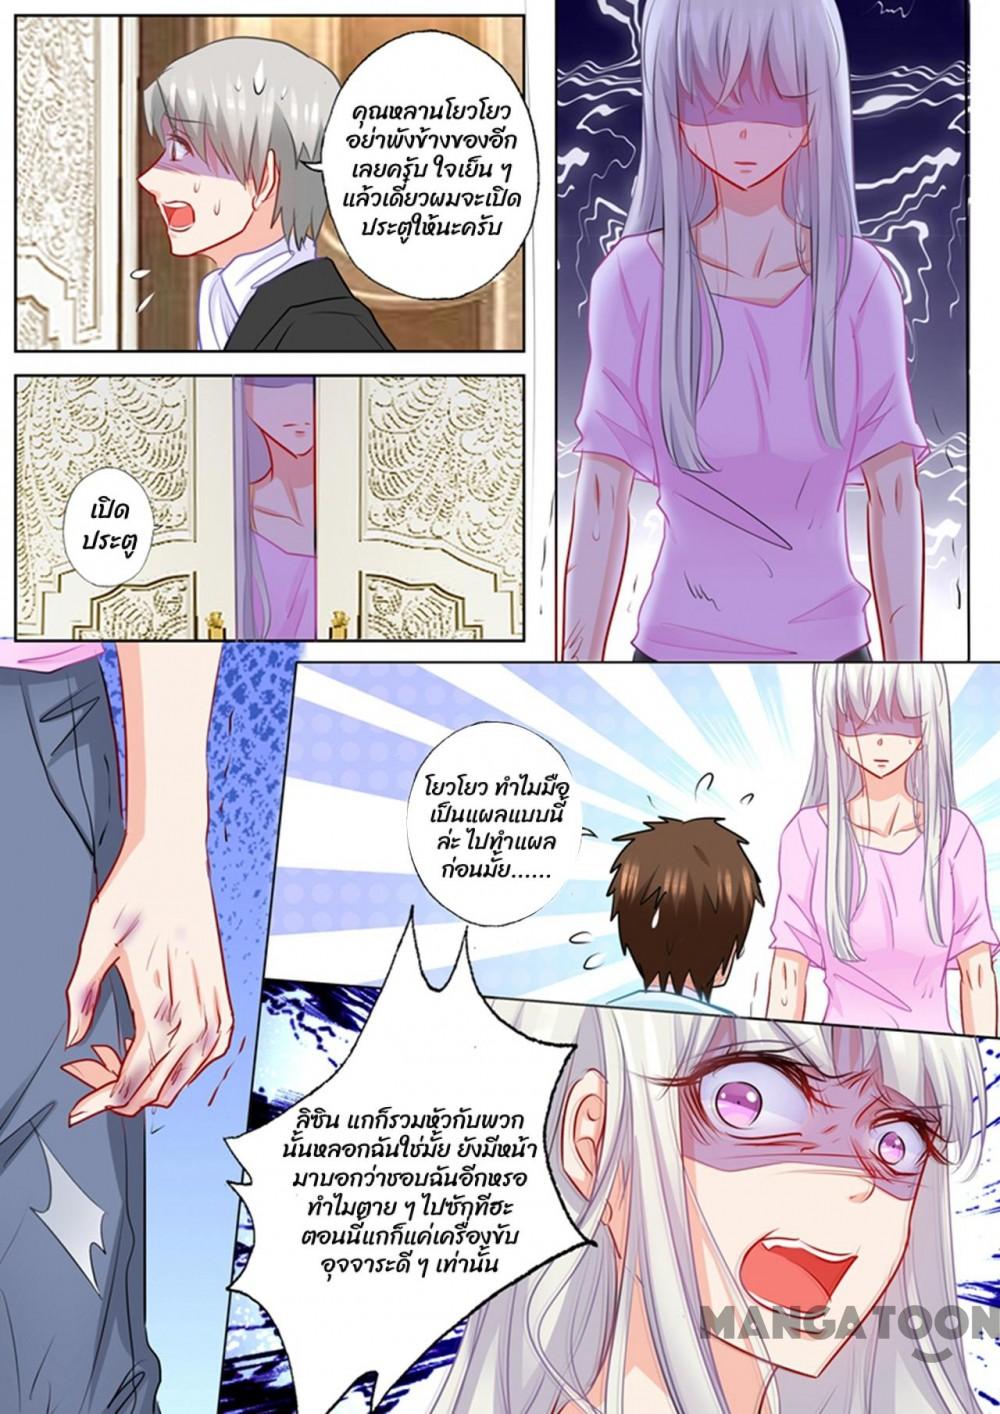 คุณหลานโยวโยว
อย่าพังข้างของอีก
เลยครับ ใจเย็น ๆ
แล้วเดี๋ยวผมจะเปิด
ประตูให้นะครับ
เปิด
ประตู
โยวโยว ทำไมมือ
เป็นแผลแบบนี้
ล่ะ ไปทำแผล
ก่อนมั้ย......
ลิซิน แกก็รวมหัวกับพวก
นั้นหลอกฉันใช่มั้ย ยังมีหน้า
มาบอกว่าชอบฉันอีกหรอ
ทำไมตาย ๆ ไปซักทีฮะ
ตอนนี้แกก็แค่เครื่องขับ
อุจจาระดี ๆ เท่านั้น
MANGATOON